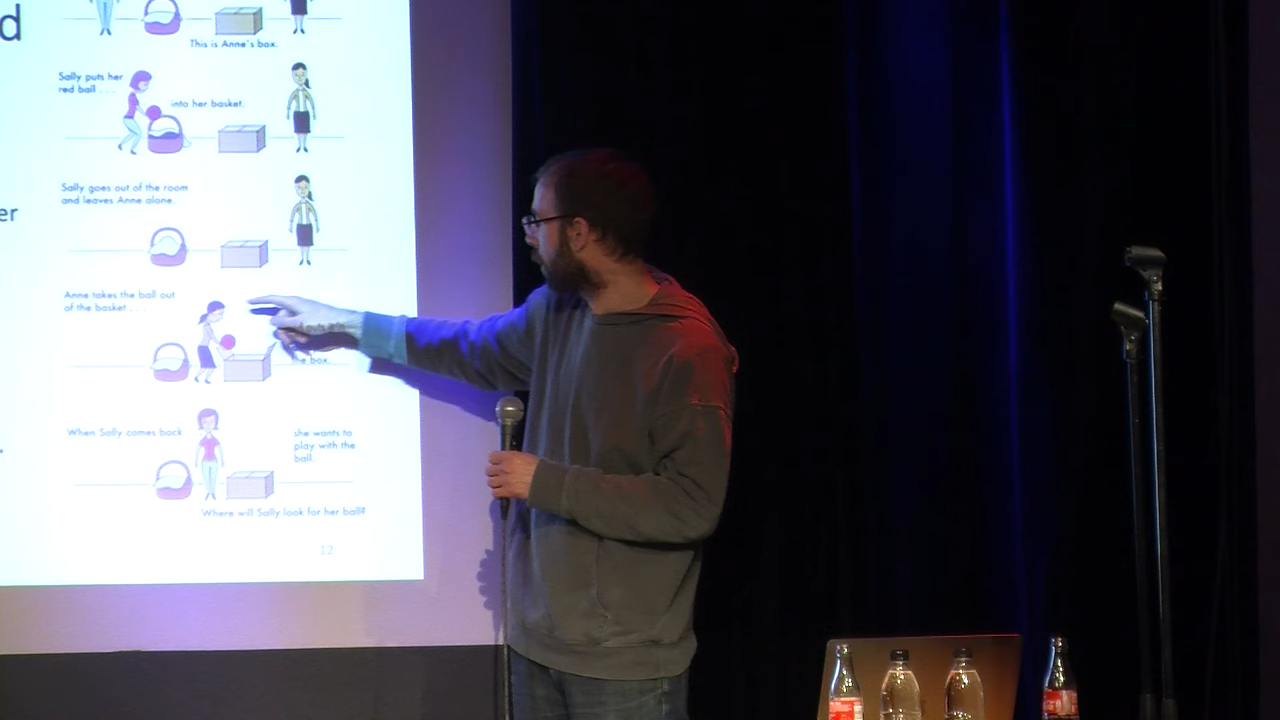 d
This is Anne's box.
Sally puts her
red ball . . .
into her basket.
Sally goes out of the room
and leaves Anne alone.
er
Anne takes the ball out
of the basket . . .
box.
When Sally comes back
she wants to
play with the
ball.
Where will Sally look for her ball?
12